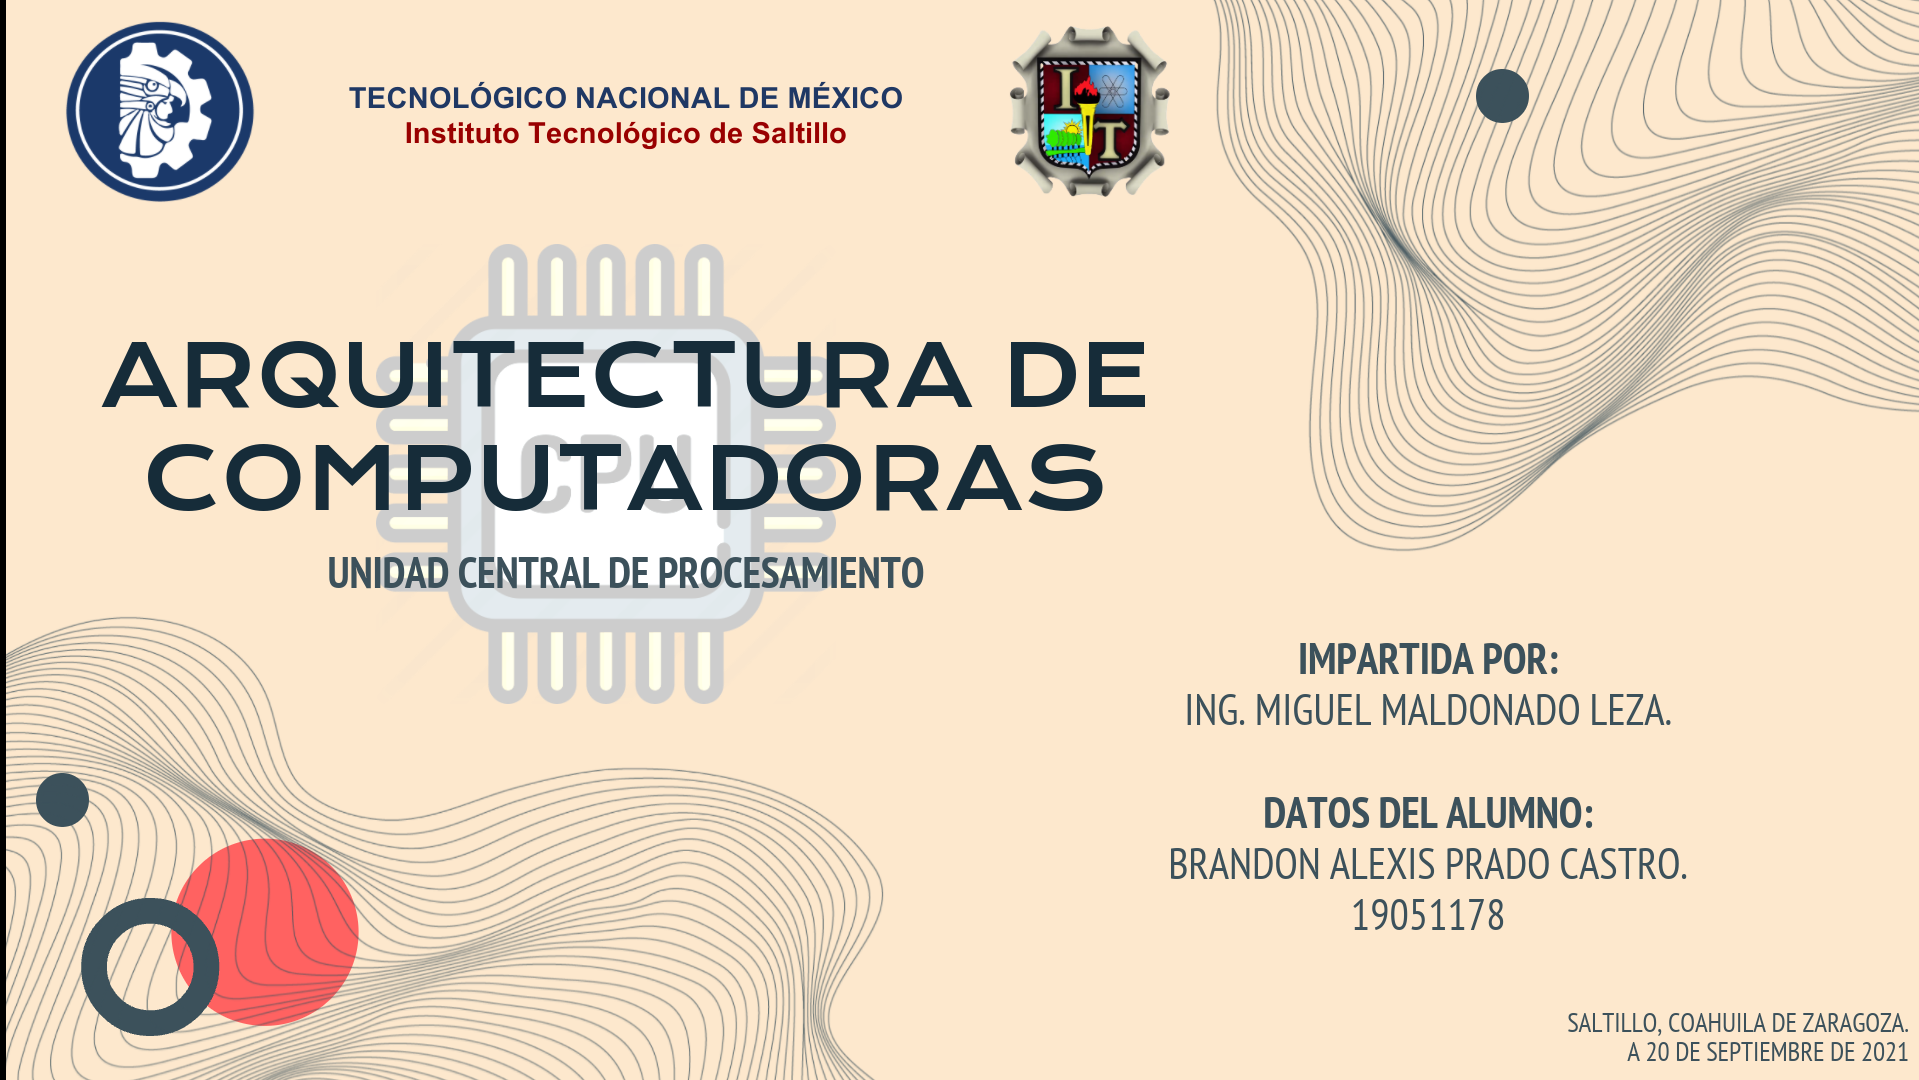 TECNOLÓGICO NACIONAL DE MÉXICO
Instituto Tecnológico de Saltillo
I
T
ARQUITECTURA DE
COMPUTADORAS
CPU
UNIDAD CENTRAL DE PROCESAMIENTO
IMPARTIDA POR:
ING. MIGUEL MALDONADO LEZA.
DATOS DEL ALUMNO:
BRANDON ALEXIS PRADO CASTRO.
19051178
SALTILLO, COAHUILA DE ZARAGOZA.
A 20 DE SEPTIEMBRE DE 2021